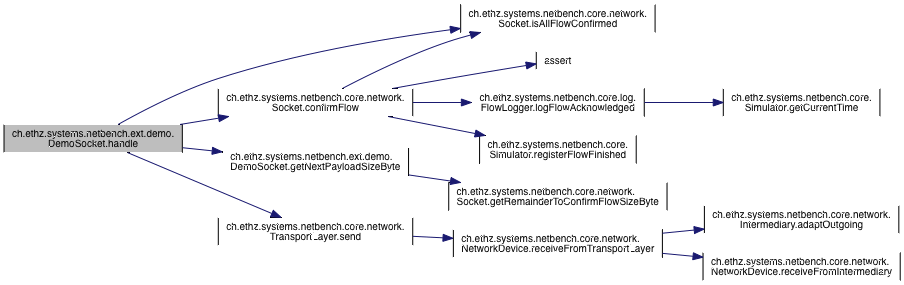 ch.ethz.systems.netbench.ext.demo.
DemoSocket.handle
ch.ethz.systems.netbench.core.network.
Socket.isAllFlowConfirmed
assert
ch.ethz.systems.netbench.core.network.
Socket.confirmFlow
ch.ethz.systems.netbench.core.log.
FlowLogger.logFlowAcknowledged
ch.ethz.systems.netbench.core.
Simulator.getCurrentTime
ch.ethz.systems.netbench.core.
Simulator.registerFlowFinished
ch.ethz.systems.netbench.ext.demo.
DemoSocket.getNextPayloadSizeByte
ch.ethz.systems.netbench.core.network.
Socket.getRemainderToConfirmFlowSizeByte
ch.ethz.systems.netbench.core.network.
TransportLayer.send
ch.ethz.systems.netbench.core.network.
NetworkDevice.receiveFromTransportLayer
ch.ethz.systems.netbench.core.network.
Intermediary.adaptOutgoing
ch.ethz.systems.netbench.core.network.
NetworkDevice.receiveFromIntermediary